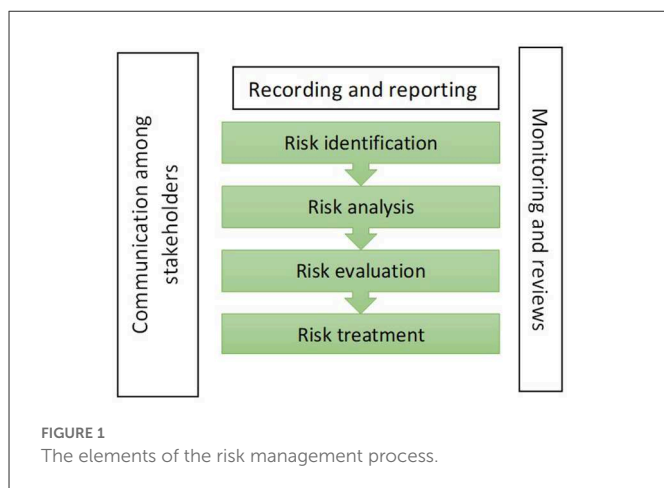 Communication among
stakeholders
Recording and reporting
Risk identification
Risk analysis
Risk evaluation
Risk treatment
Monitoring and reviews
FIGURE 1
The elements of the risk management process.